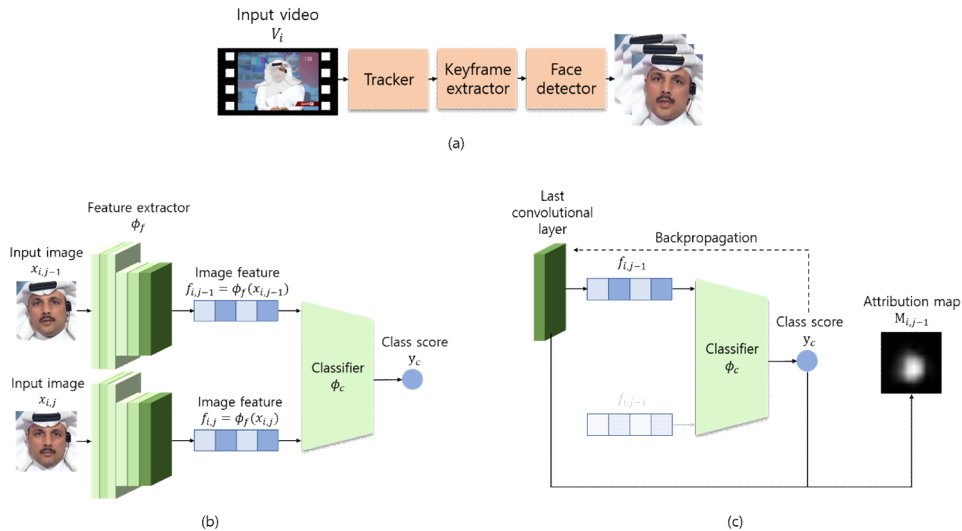 Input video
V_i
Tracker
Keyframe
extractor
Face
detector
(a)
Feature extractor
ϕ_f
Input image
x_{i,j−1}
Image feature
f_{i,j−1} = ϕ_f(x_{i,j−1})
Classifier
ϕ_c
Class score
y_c
Input image
x_{i,j}
Image feature
f_{i,j} = ϕ_f(x_{i,j})
(b)
Last
convolutional
layer
Backpropagation
f_{i,j−1}
Classifier
ϕ_c
Class score
y_c
Attribution map
M_{i,j−1}
f_{i,j−1}
(c)